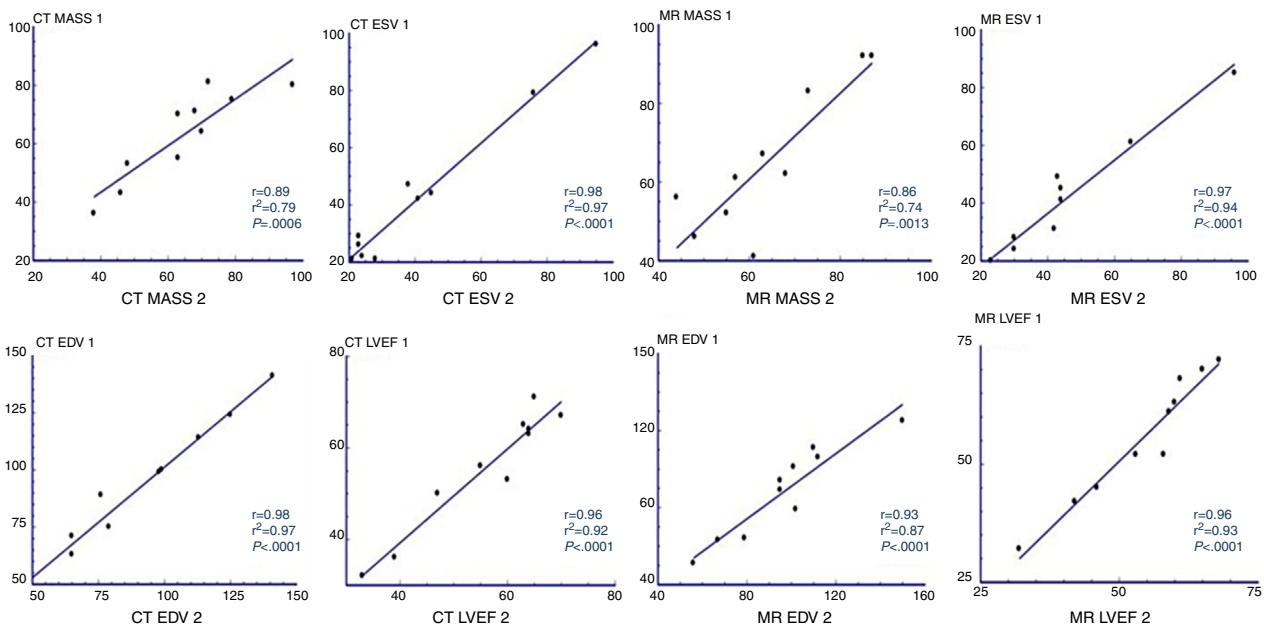 CT MASS 1
100
80
60
40
20
20 40 60 80 100
r=0.89
r²=0.79
P=.0006
CT MASS 2
CT ESV 1
100
80
60
40
20
20 40 60 80 100
r=0.98
r²=0.97
P<.0001
CT ESV 2
MR MASS 1
100
80
60
40
40 60 80 100
r=0.86
r²=0.74
P=.0013
MR MASS 2
MR ESV 1
100
80
60
40
20
20 40 60 80 100
r=0.97
r²=0.94
P<.0001
MR ESV 2
CT EDV 1
150
125
100
75
50
50 75 100 125 150
r=0.98
r²=0.97
P<.0001
CT EDV 2
CT LVEF 1
80
60
40
40 60 80
r=0.96
r²=0.92
P<.0001
CT LVEF 2
MR EDV 1
150
120
60
40
40 80 120 160
r=0.93
r²=0.87
P<.0001
MR EDV 2
MR LVEF 1
75
50
25
25 50 75
r=0.96
r²=0.93
P<.0001
MR LVEF 2